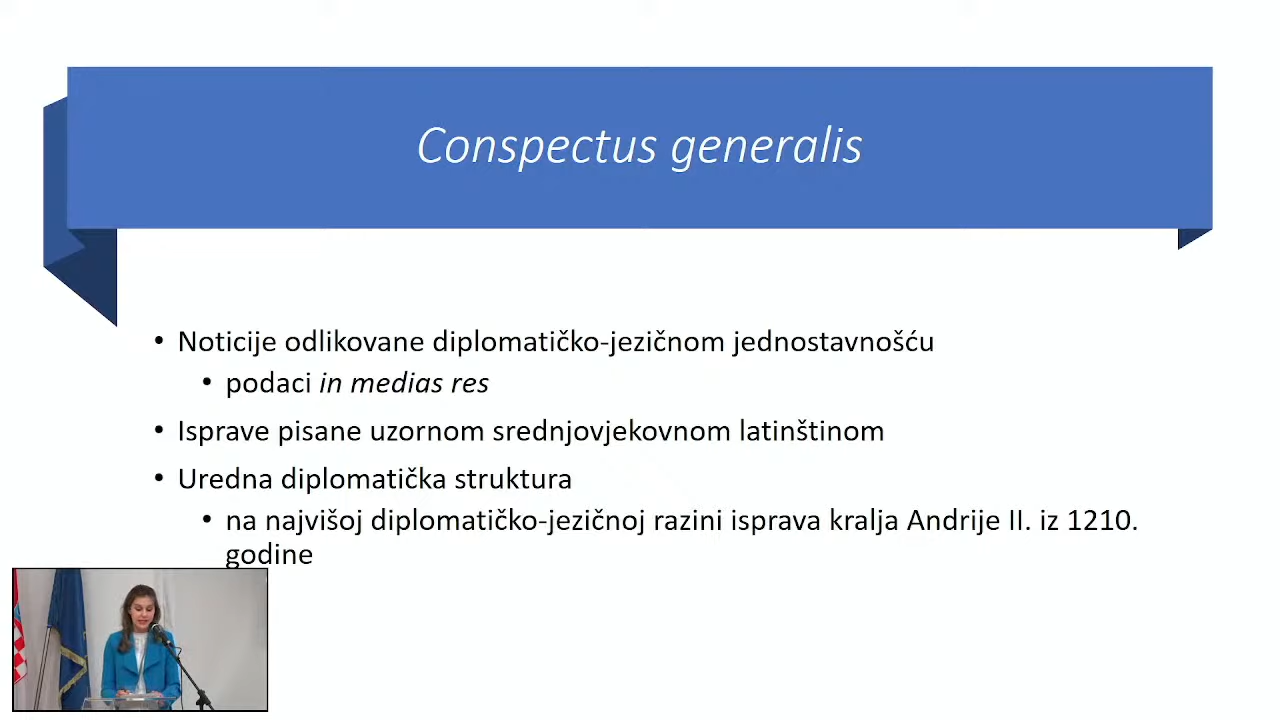 Conspectus generalis
• Noticije odlikovane diplomatičko-jezičnom jednostavnošću
• podaci in medias res
• Isprave pisane uzornom srednjovjekovnom latinštinom
• Uredna diplomatička struktura
• na najvišoj diplomatičko-jezičnoj razini isprava kralja Andrije II. iz 1210.
godine